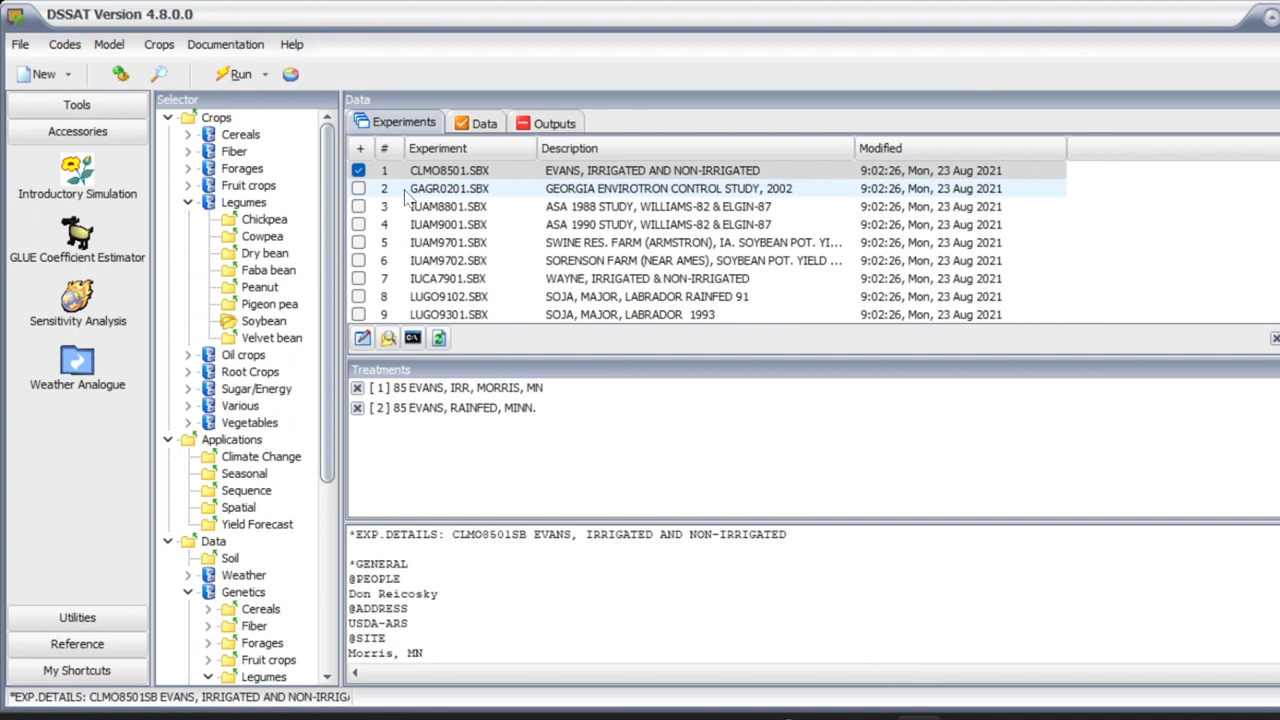 DSSAT Version 4.8.0.0
File Codes Model Crops Documentation Help
New Run
Tools
Accessories
Introductory Simulation
GLUE Coefficient Estimator
Sensitivity Analysis
Weather Analogue
Utilities
Reference
My Shortcuts
Selector
Crops
Cereals
Fiber
Forages
Fruit crops
Legumes
Chickpea
Cowpea
Dry bean
Faba bean
Peanut
Pigeon pea
Soybean
Velvet bean
Oil crops
Root Crops
Sugar/Energy
Various
Vegetables
Applications
Climate Change
Seasonal
Sequence
Spatial
Yield Forecast
Data
Soil
Weather
Genetics
Cereals
Fiber
Forages
Fruit crops
Legumes
Data
Experiments Data Outputs
+ # Experiment Description Modified
1 CLMO8501.SBX EVANS, IRRIGATED AND NON-IRRIGATED 9:02:26, Mon, 23 Aug 2021
2 GAGR0201.SBX GEORGIA ENVIROTRON CONTROL STUDY, 2002 9:02:26, Mon, 23 Aug 2021
3 IUAM8801.SBX ASA 1988 STUDY, WILLIAMS-82 & ELGIN-87 9:02:26, Mon, 23 Aug 2021
4 IUAM9001.SBX ASA 1990 STUDY, WILLIAMS-82 & ELGIN-87 9:02:26, Mon, 23 Aug 2021
5 IUAM9701.SBX SWINE RES. FARM (ARMSTRONG), IA. SOYBEAN POT. YI... 9:02:26, Mon, 23 Aug 2021
6 IUAM9702.SBX SORENSON FARM (NEAR AMES), SOYBEAN POT. YIELD ... 9:02:26, Mon, 23 Aug 2021
7 IUCA7901.SBX WAYNE, IRRIGATED & NON-IRRIGATED 9:02:26, Mon, 23 Aug 2021
8 LUGO9102.SBX SOJA, MAJOR, LABRADOR RAINFED 91 9:02:26, Mon, 23 Aug 2021
9 LUGO9301.SBX SOJA, MAJOR, LABRADOR 1993 9:02:26, Mon, 23 Aug 2021
C:\
Treatments
[ 1] 85 EVANS, IRR, MORRIS, MN
[ 2] 85 EVANS, RAINFED, MINN.
*EXP.DETAILS: CLMO8501SB EVANS, IRRIGATED AND NON-IRRIGATED
*GENERAL
@PEOPLE
Don Reicosky
@ADDRESS
USDA-ARS
@SITE
Morris, MN
*EXP.DETAILS: CLMO8501SB EVANS, IRRIGATED AND NON-IRRIGA